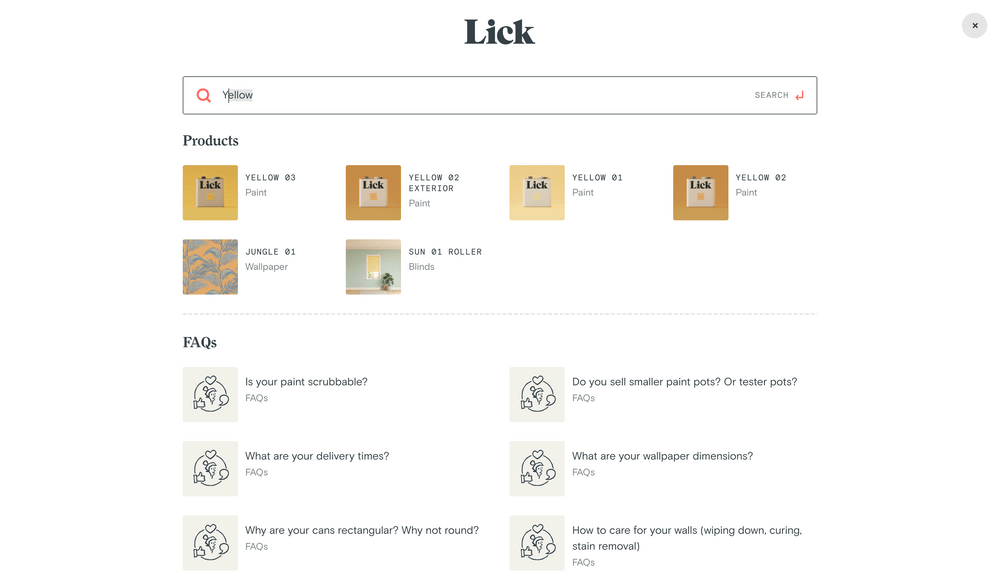 Lick
×
Yellow
SEARCH
Products
Lick
YELLOW 03
Paint
Lick
YELLOW 02
EXTERIOR
Paint
Lick
YELLOW 01
Paint
Lick
YELLOW 02
Paint
JUNGLE 01
Wallpaper
SUN 01 ROLLER
Blinds
FAQs
Is your paint scrubbable?
FAQs
Do you sell smaller paint pots? Or tester pots?
FAQs
What are your delivery times?
FAQs
What are your wallpaper dimensions?
FAQs
Why are your cans rectangular? Why not round?
FAQs
How to care for your walls (wiping down, curing,
stain removal)
FAQs